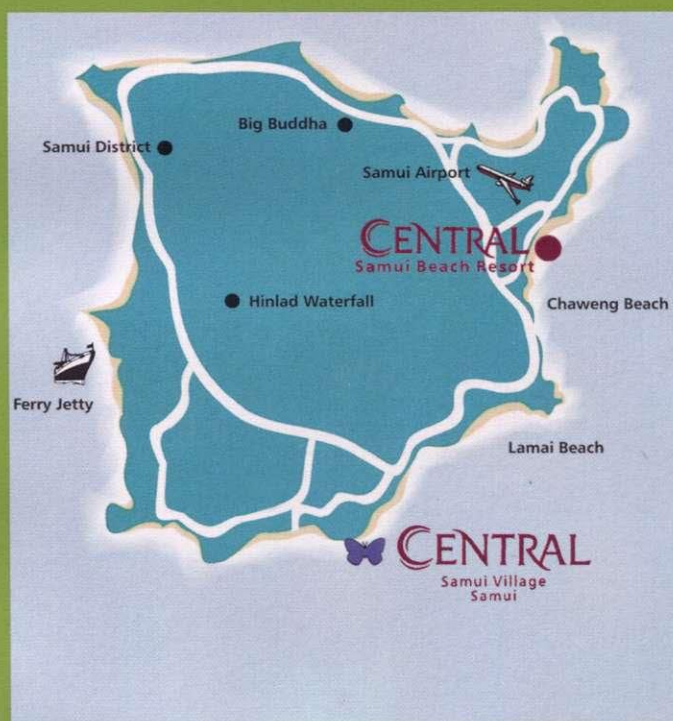 Big Buddha
Samui District
Samui Airport
CENTRAL
Samui Beach Resort
Hinlad Waterfall
Chaweng Beach
Ferry Jetty
Lamai Beach
CENTRAL
Samui Village
Samui